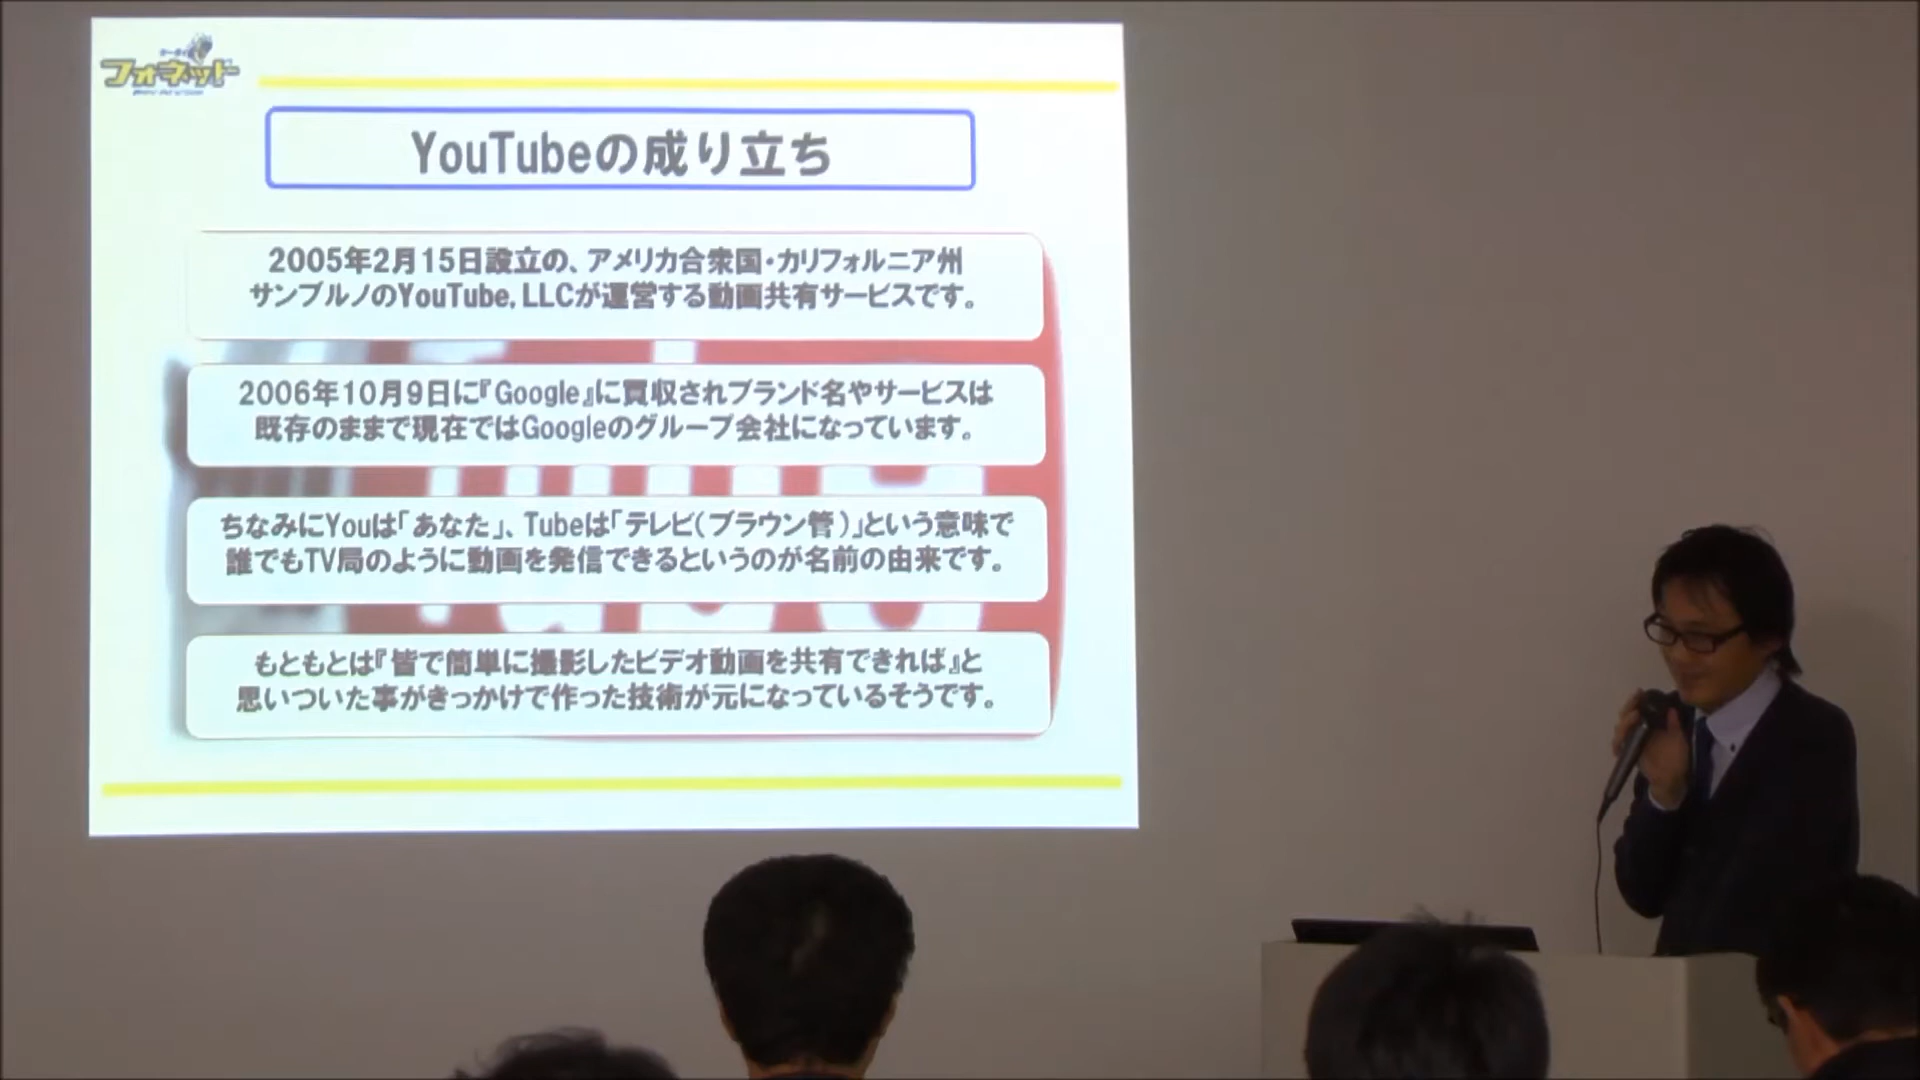 フォネット
YouTubeの成り立ち
2005年2月15日設立の、アメリカ合衆国・カリフォルニア州
サンブルノのYouTube, LLCが運営する動画共有サービスです。
2006年10月9日に『Google』に買収されブランド名やサービスは
既存のままで現在ではGoogleのグループ会社になっています。
ちなみにYouは「あなた」、Tubeは「テレビ(ブラウン管)」という意味で
誰でもTV局のように動画を発信できるというのが名前の由来です。
もともとは『皆で簡単に撮影したビデオ動画を共有できれば』と
思いついた事がきっかけで作った技術が元になっているそうです。